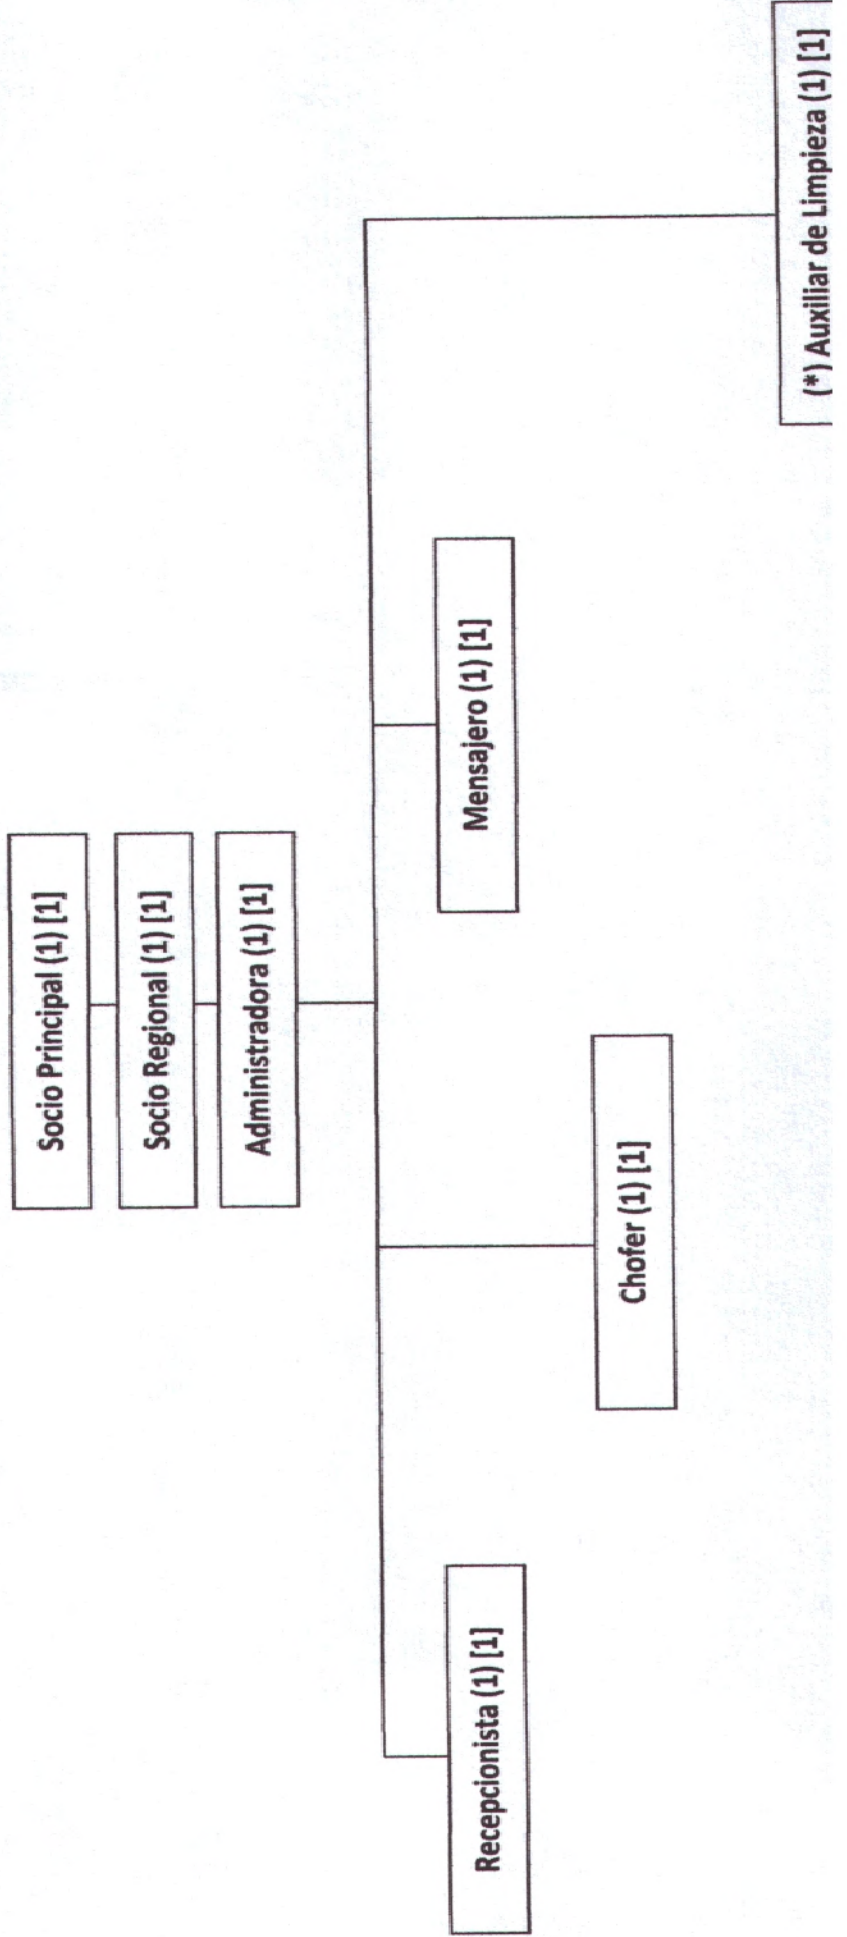 Socio Principal (1) [1]
Socio Regional (1) [1]
Administradora (1) [1]
Recepcionista (1) [1]
Chofer (1) [1]
Mensajero (1) [1]
(*) Auxiliar de Limpieza (1) [1]